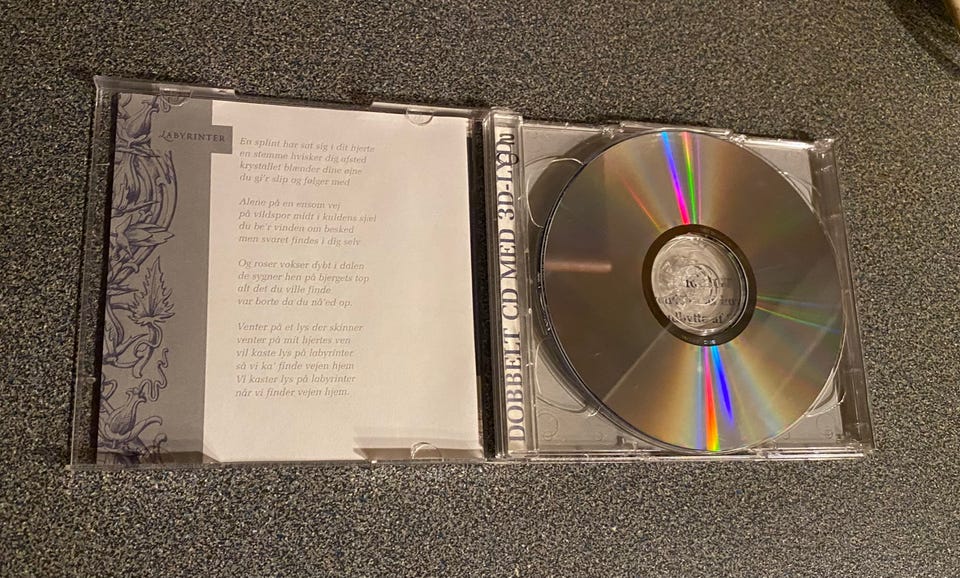 LABYRINTER
En splint har sat sig i dit hjerte
en stemme hvisker dig afsted
krystallet blænder dine øjne
du gi'r slip og følger med
Alene på en ensom vej
på vildspor midt i kuldens sjæl
du be'r vinden om besked
men svaret findes i dig selv
Og roser vokser dybt i dalen
de sygner hen på bjergets top
alt det du ville finde
var borte da du nå'ed op.
Venter på et lys der skinner
venter på mit hjertes ven
vil kaste lys på labyrinter
så vi ka' finde vejen hjem
Vi kaster lys på labyrinter
når vi finder vejen hjem.
DOBBELT CD MED 3D-LYD